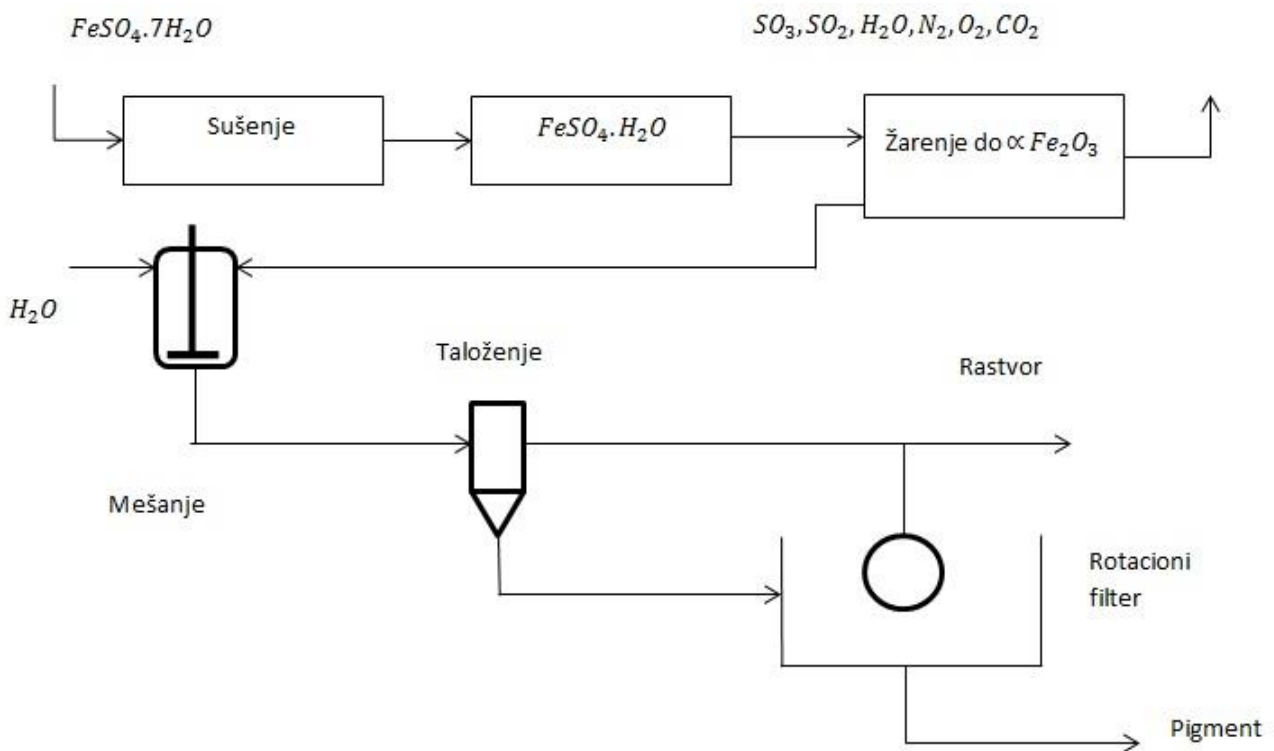 FeSO₄.7H₂O
SO₃,SO₂,H₂O,N₂,O₂,CO₂
Sušenje
FeSO₄.H₂O
Žarenje do ∝ Fe₂O₃
H₂O
Taloženje
Rastvor
Mešanje
Rotacioni
filter
Pigment